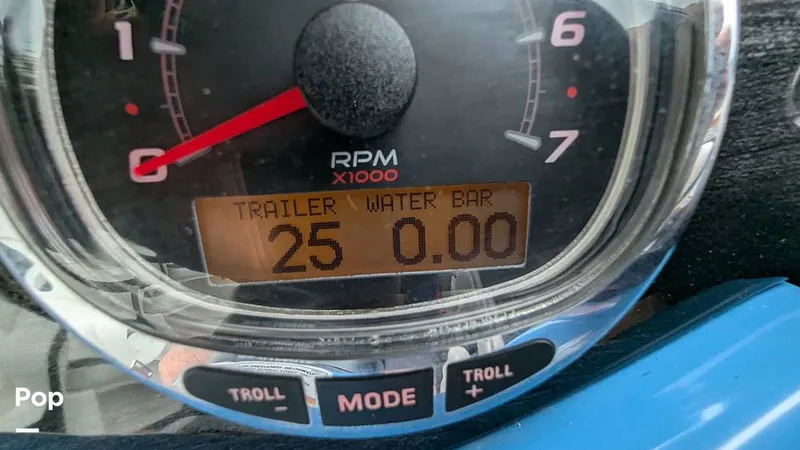 1
6
0
7
RPM
X1000
TRAILER WATER BAR
25 0.00
TROLL
-
MODE
TROLL
+
Pop